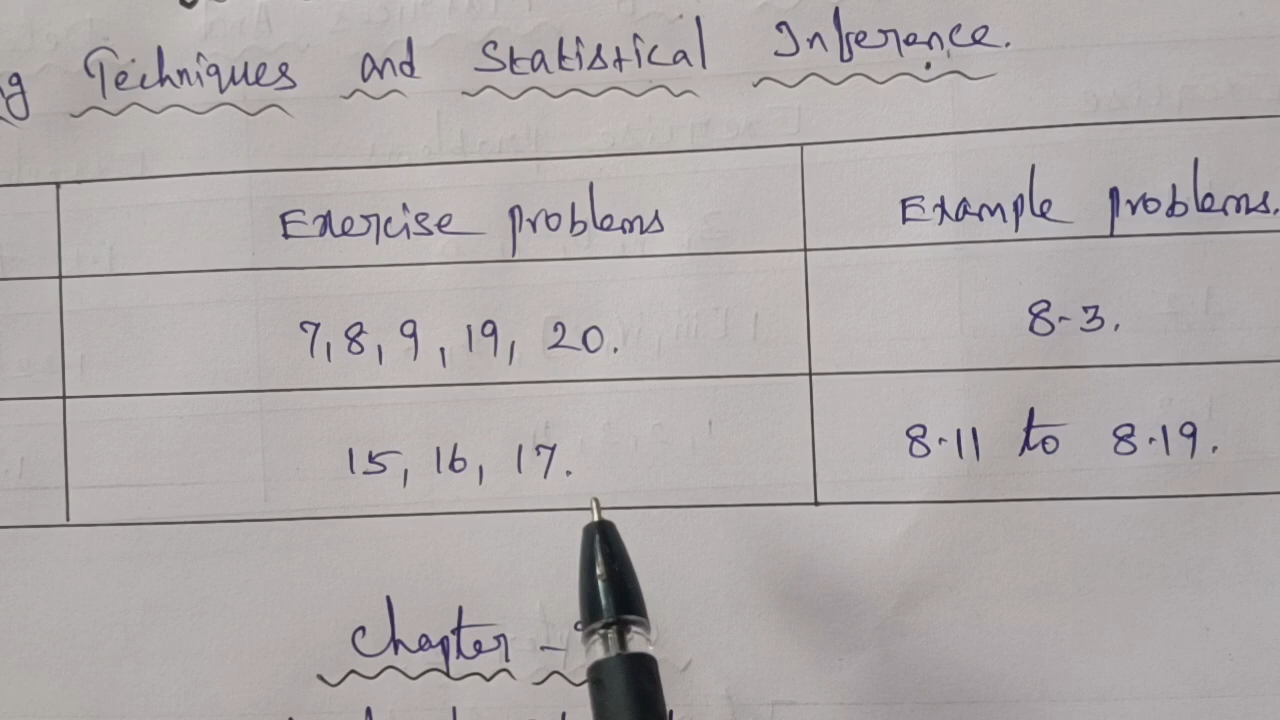 Techniques and Statistical Inference.
Exercise problems Example problems.
7, 8, 9, 19, 20. 8.3.
15, 16, 17. 8.11 to 8.19.
Chapter -